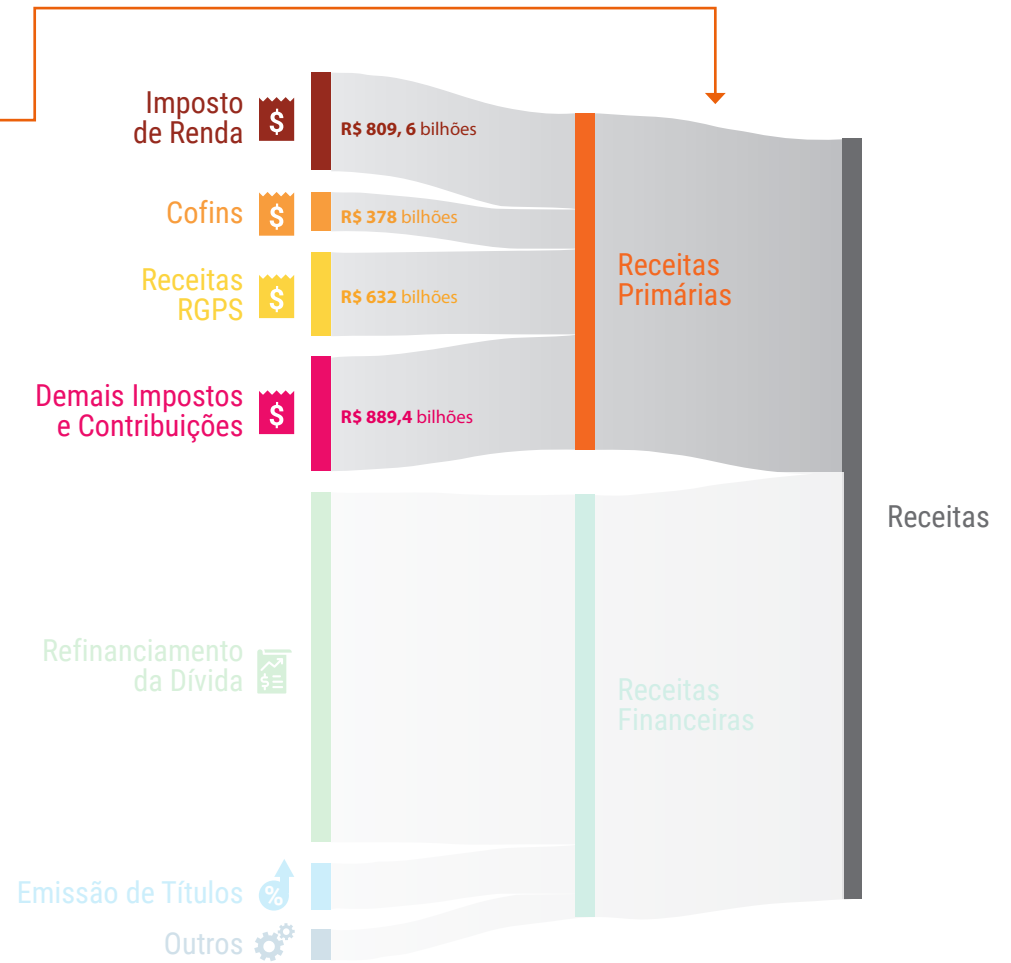 Imposto
de Renda
$
R$ 809, 6 bilhões
Cofins
$
R$ 378 bilhões
Receitas
RGPS
$
R$ 632 bilhões
Receitas
Primárias
Demais Impostos
e Contribuições
$
R$ 889,4 bilhões
Receitas
Refinanciamento
da Dívida
$
Receitas
Financeiras
Emissão de Títulos
%
Outros